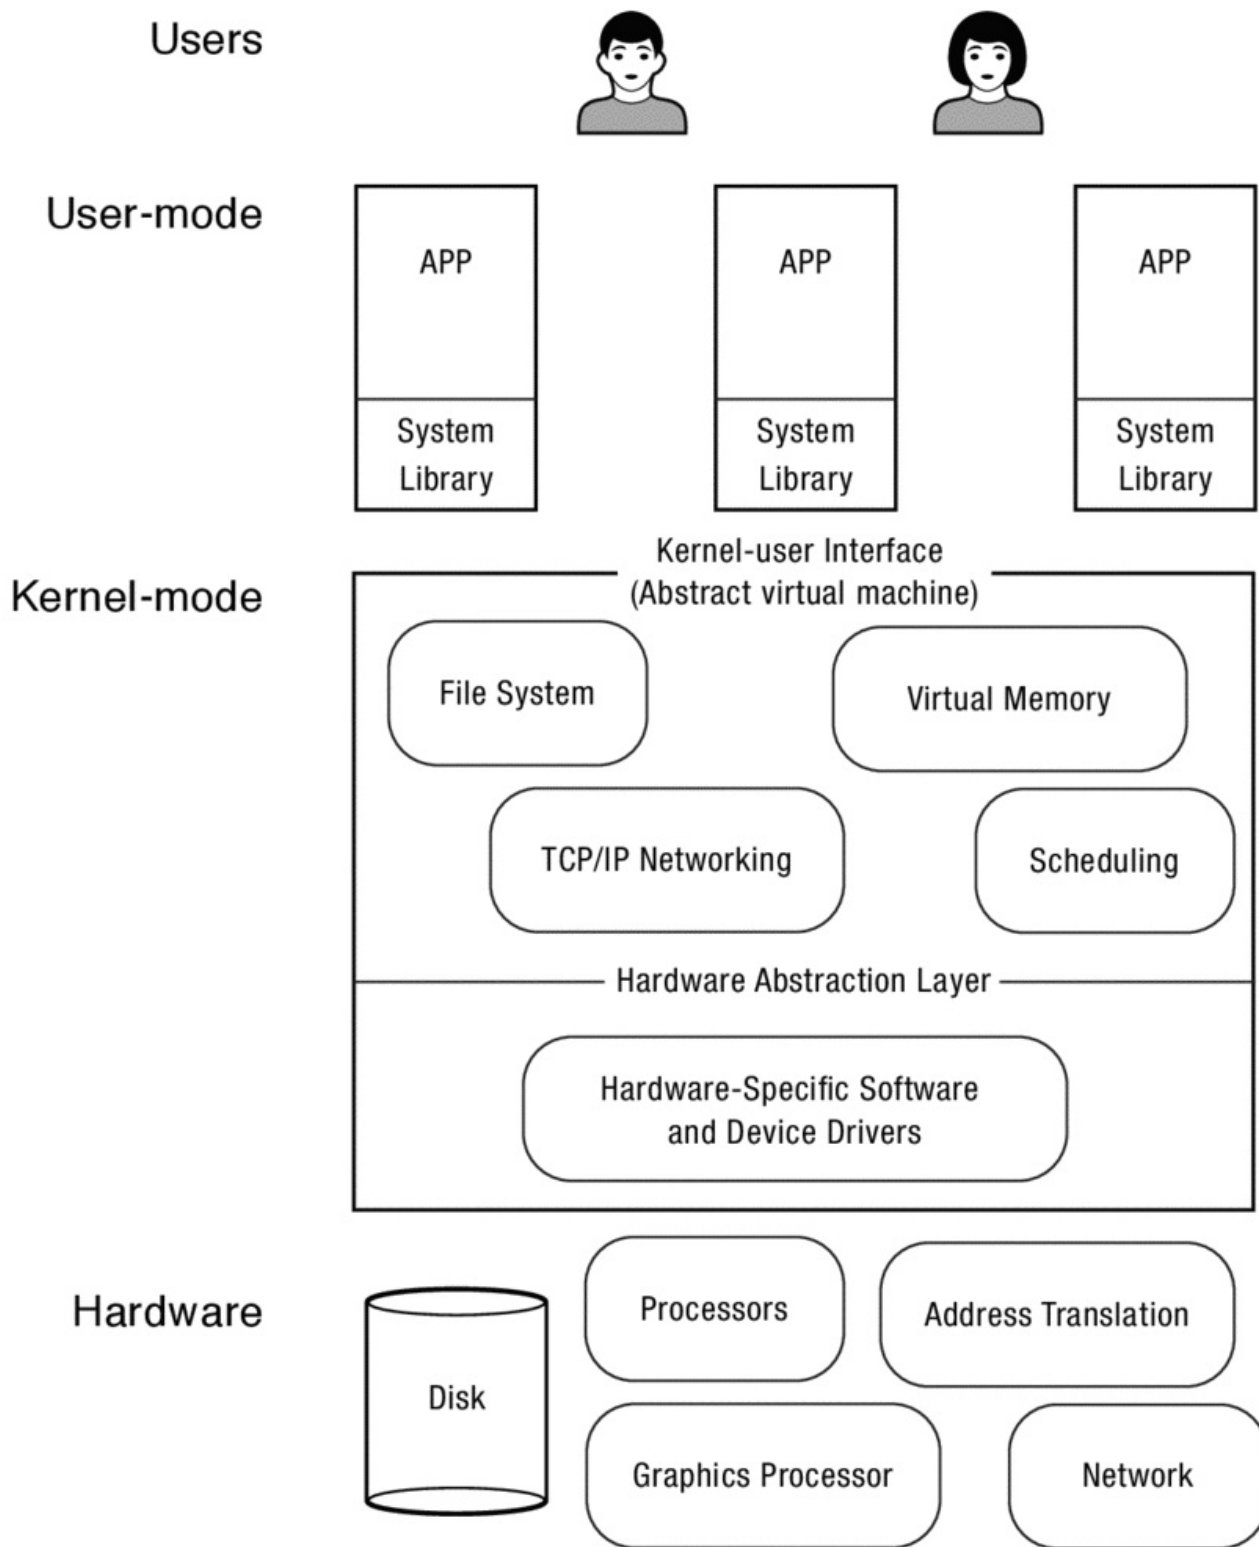 Users
User-mode
APP
APP
APP
System
Library
System
Library
System
Library
Kernel-user Interface
(Abstract virtual machine)
Kernel-mode
File System
Virtual Memory
TCP/IP Networking
Scheduling
Hardware Abstraction Layer
Hardware-Specific Software
and Device Drivers
Hardware
Processors
Address Translation
Disk
Graphics Processor
Network